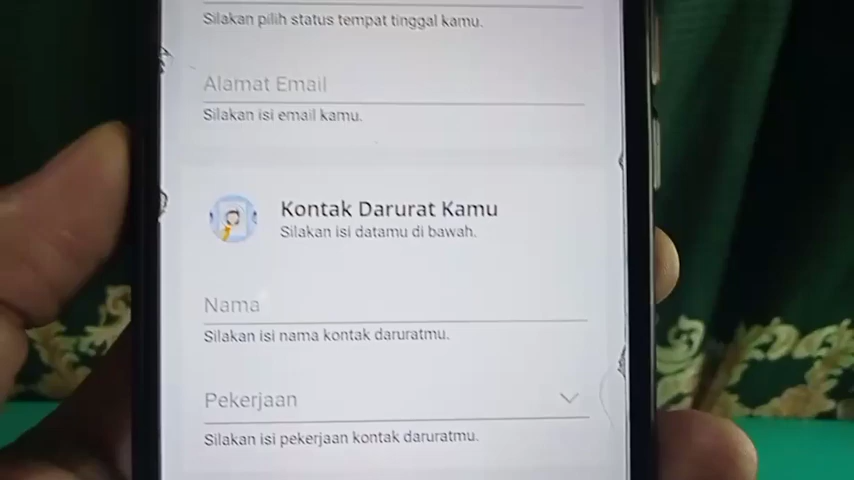 Silakan pilih status tempat tinggal kamu.
Alamat Email
Silakan isi email kamu.
Kontak Darurat Kamu
Silakan isi datamu di bawah.
Nama
Silakan isi nama kontak daruratmu.
Pekerjaan
Silakan isi pekerjaan kontak daruratmu.